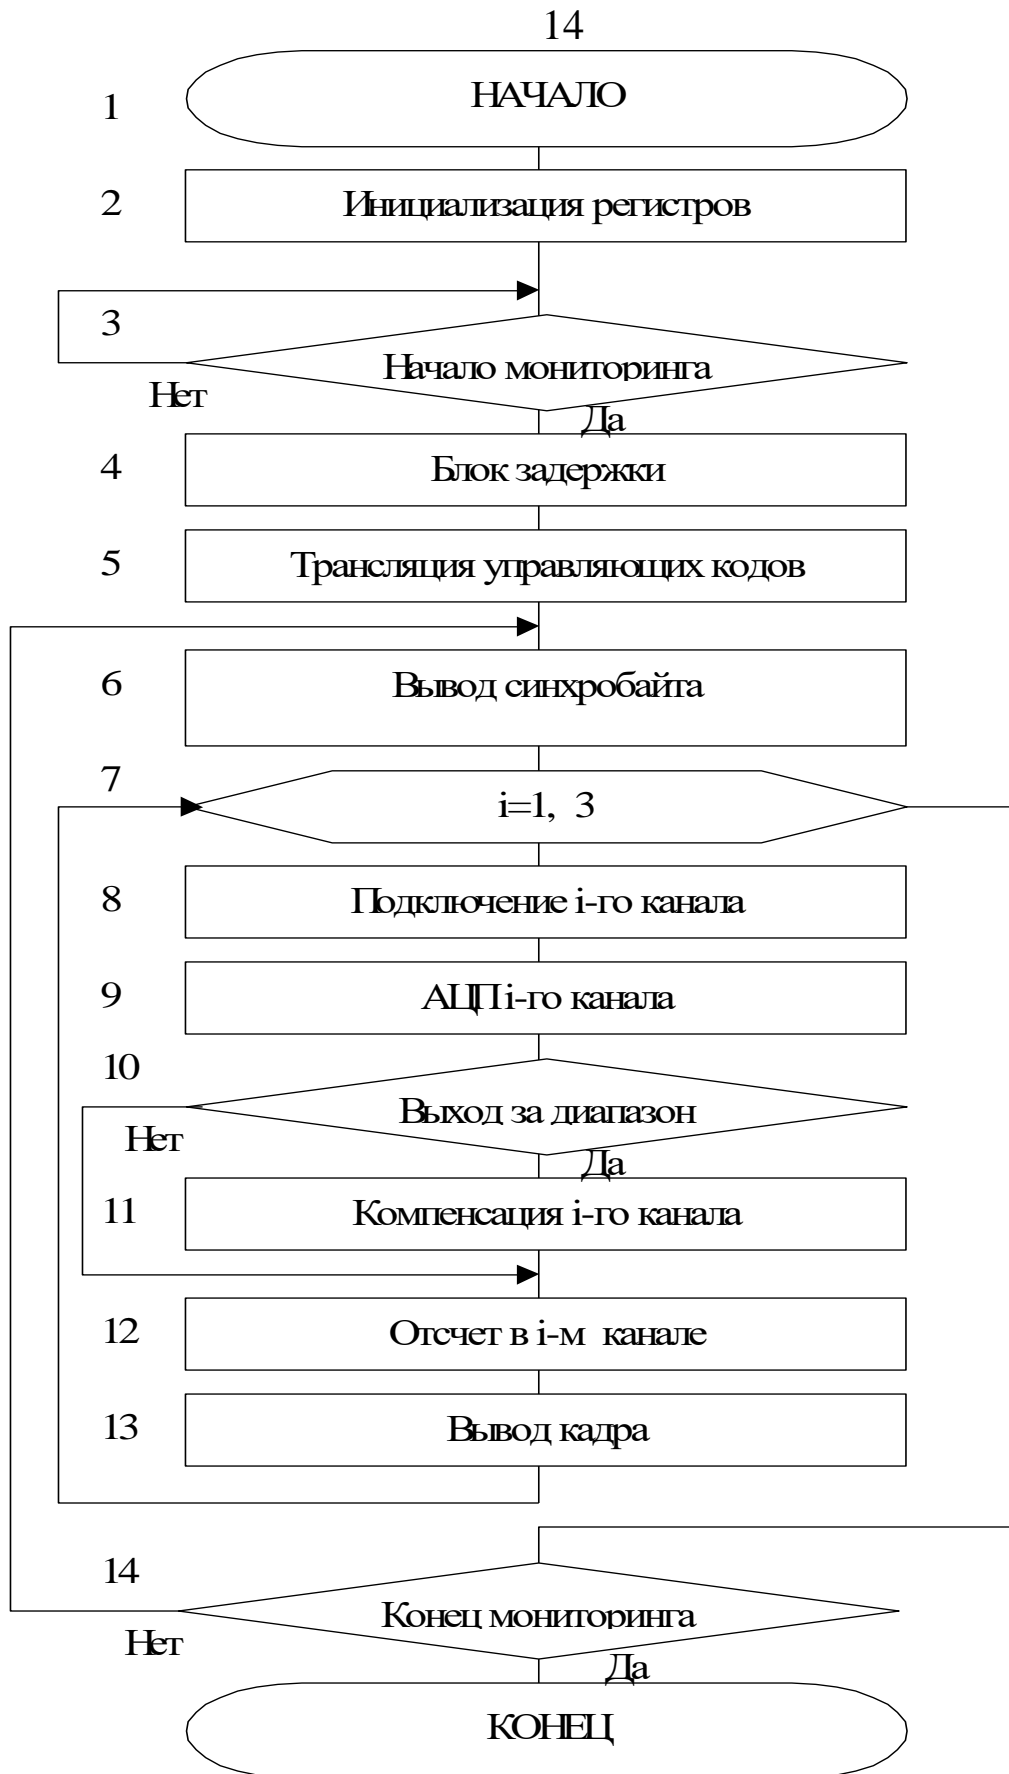 14
1
НАЧАЛО
2
Инициализация регистров
3
Начало мониторинга
Нет
Да
4
Блок задержки
5
Трансляция управляющих кодов
6
Вывод синхробайта
7
i=1, 3
8
Подключение i-го канала
9
АЦП i-го канала
10
Выход за диапазон
Нет
Да
11
Компенсация i-го канала
12
Отсчет в i-м канале
13
Вывод кадра
14
Конец мониторинга
Нет
Да
КОНЕЦ